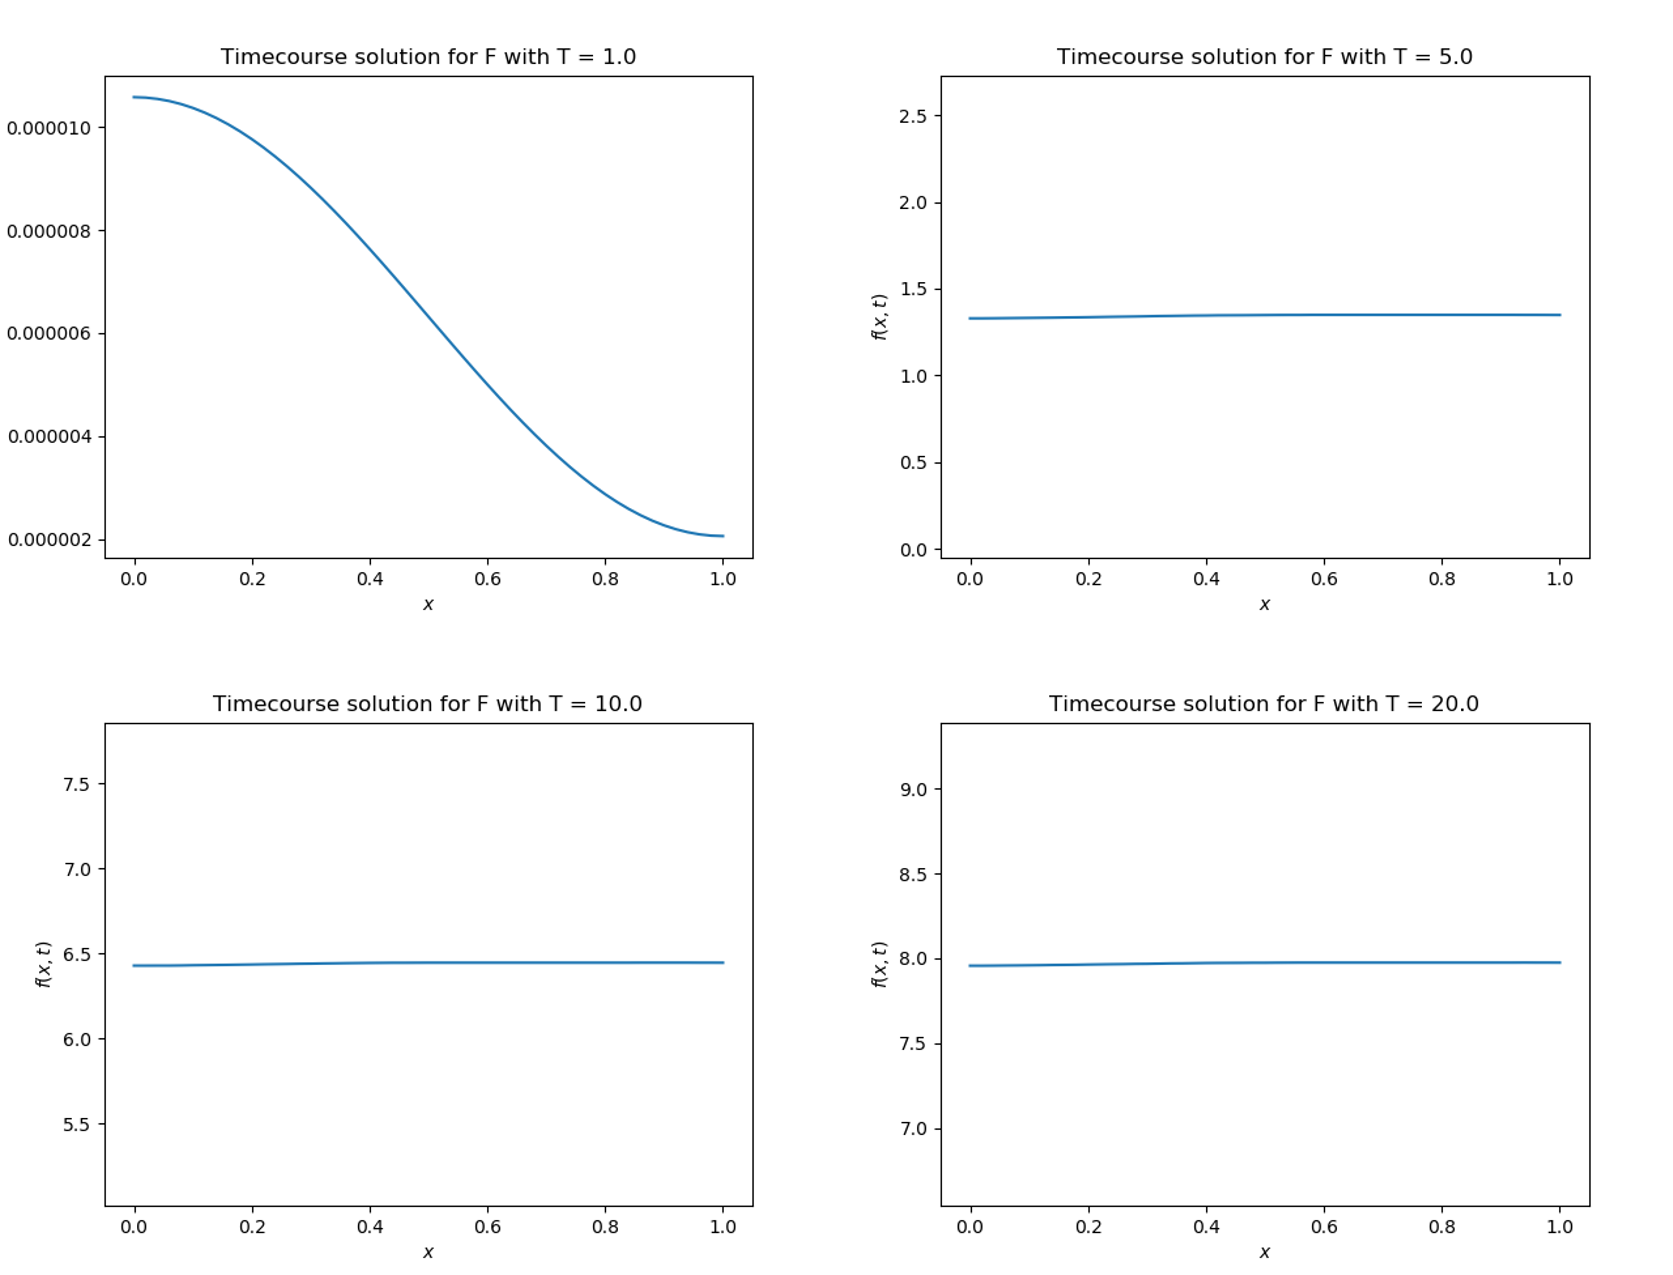 Timecourse solution for F with T = 1.0
0.000010
0.000008
0.000006
0.000004
0.000002
0.0 0.2 0.4 0.6 0.8 1.0
x
Timecourse solution for F with T = 5.0
2.5
2.0
1.5
1.0
0.5
0.0
f(x, t)
0.0 0.2 0.4 0.6 0.8 1.0
x
Timecourse solution for F with T = 10.0
7.5
7.0
6.5
6.0
5.5
f(x, t)
0.0 0.2 0.4 0.6 0.8 1.0
x
Timecourse solution for F with T = 20.0
9.0
8.5
8.0
7.5
7.0
f(x, t)
0.0 0.2 0.4 0.6 0.8 1.0
x